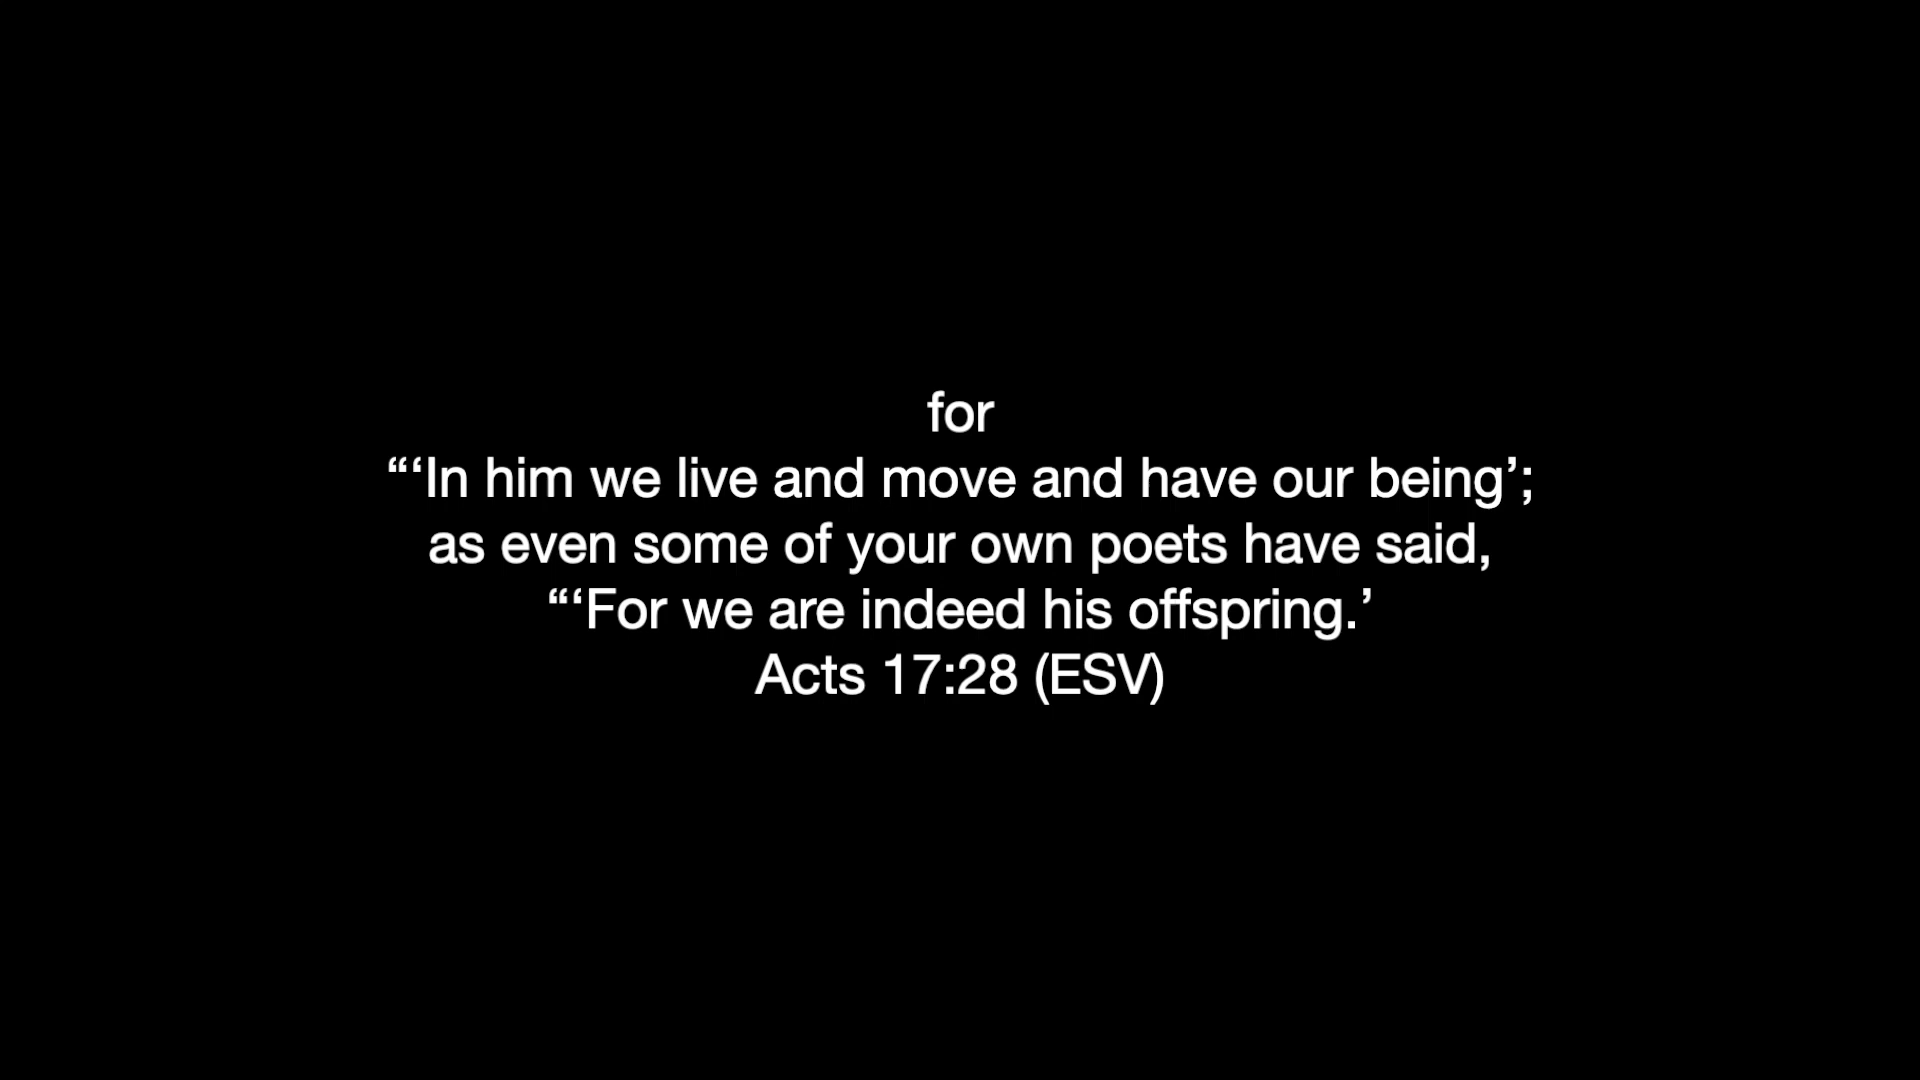 for
“‘In him we live and move and have our being’;
as even some of your own poets have said,
“‘For we are indeed his offspring.’
Acts 17:28 (ESV)